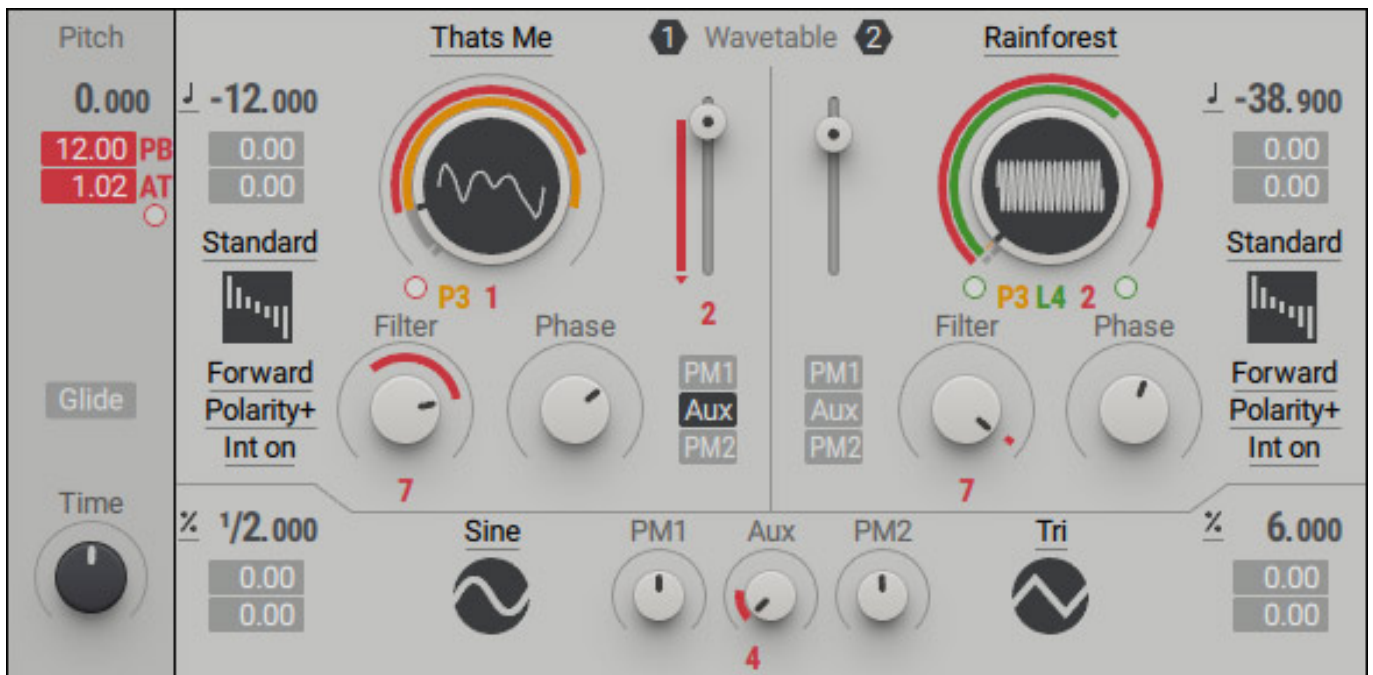 Pitch
0.000
12.00 PB
1.02 AT
Glide
Time
Thats Me
1 Wavetable 2
Rainforest
-12.000
0.00
0.00
Standard
Forward
Polarity+
Int on
P3 1
Filter
Phase
7
2
PM1
Aux
PM2
PM1
Aux
PM2
P3 L4 2
Filter
Phase
7
-38.900
0.00
0.00
Standard
Forward
Polarity+
Int on
% 1/2.000
0.00
0.00
Sine
PM1
Aux
PM2
4
Tri
% 6.000
0.00
0.00